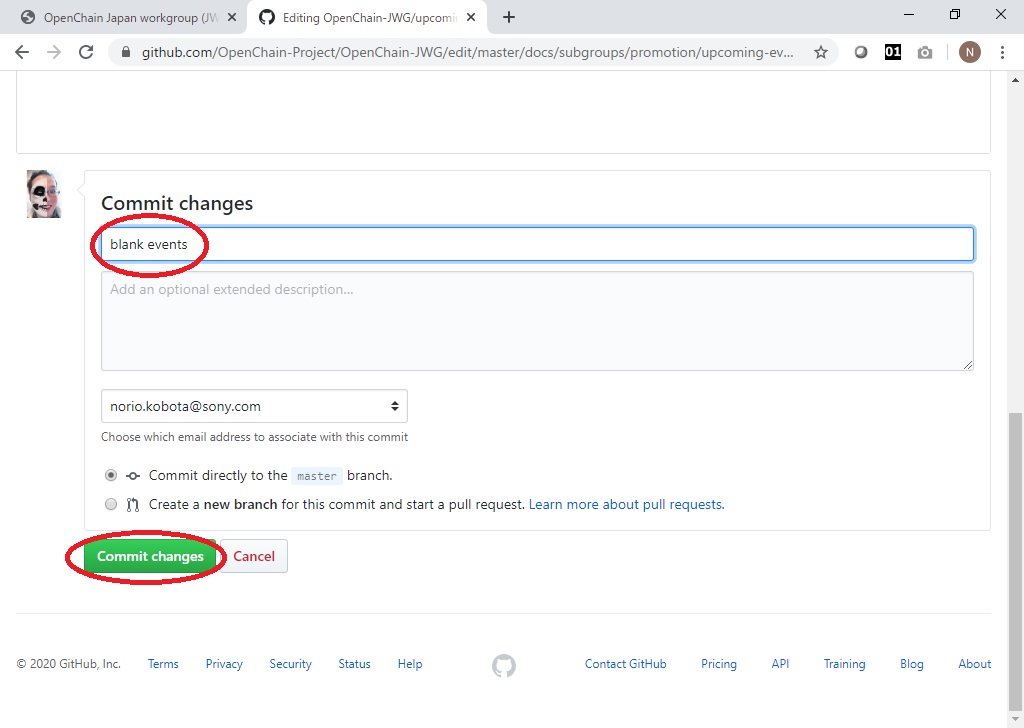 OpenChain Japan workgroup (JW
Editing OpenChain-JWG/upcomin
github.com/OpenChain-Project/OpenChain-JWG/edit/master/docs/subgroups/promotion/upcoming-ev...
01
N
Commit changes
blank events
Add an optional extended description...
norio.kobota@sony.com
Choose which email address to associate with this commit
Commit directly to the master branch.
Create a new branch for this commit and start a pull request. Learn more about pull requests.
Commit changes Cancel
© 2020 GitHub, Inc. Terms Privacy Security Status Help Contact GitHub Pricing API Training Blog About